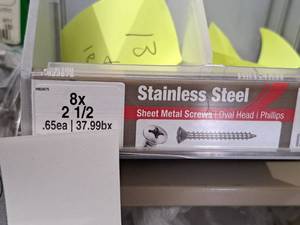 8x
2 1/2
.65ea | 37.99bx
Stainless Steel
Sheet Metal Screws | Oval Head | Phillips